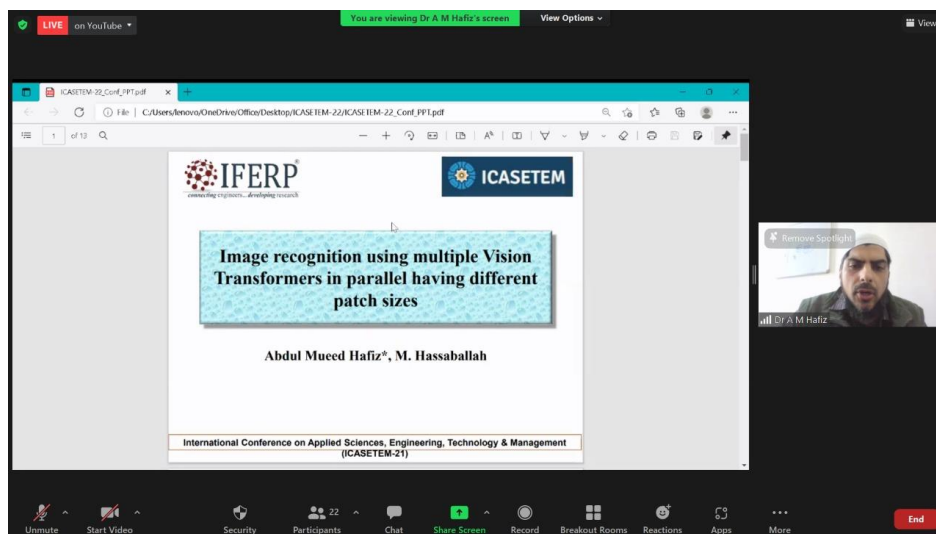 LIVE on YouTube
You are viewing Dr A M Hafiz's screen
View Options
View
ICASETEM-22_Conf_PPT.pdf
File | C:/Users/lenovo/OneDrive/Office/Desktop/ICASETEM-22/ICASETEM-22_Conf_PPT.pdf
1 of 13
IFERP
connecting engineers... developing research
ICASETEM
Image recognition using multiple Vision
Transformers in parallel having different
patch sizes
Abdul Mueed Hafiz*, M. Hassaballah
International Conference on Applied Sciences, Engineering, Technology & Management
(ICASETEM-21)
Remove Spotlight
Dr A M Hafiz
Unmute
Start Video
Security
22
Participants
Chat
Share Screen
Record
Breakout Rooms
Reactions
Apps
More
End